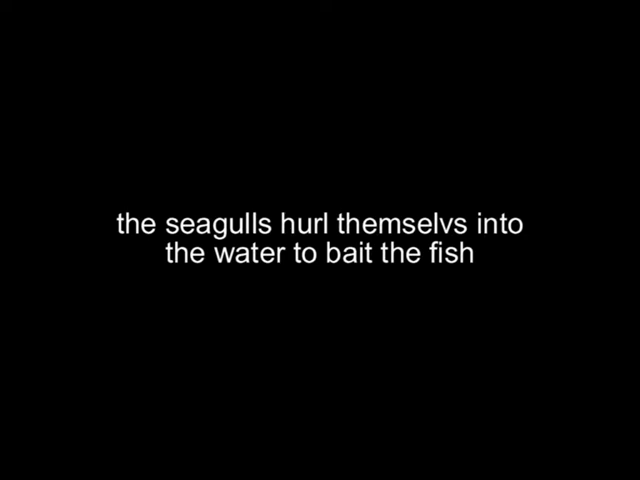 the seagulls hurl themselvs into
the water to bait the fish